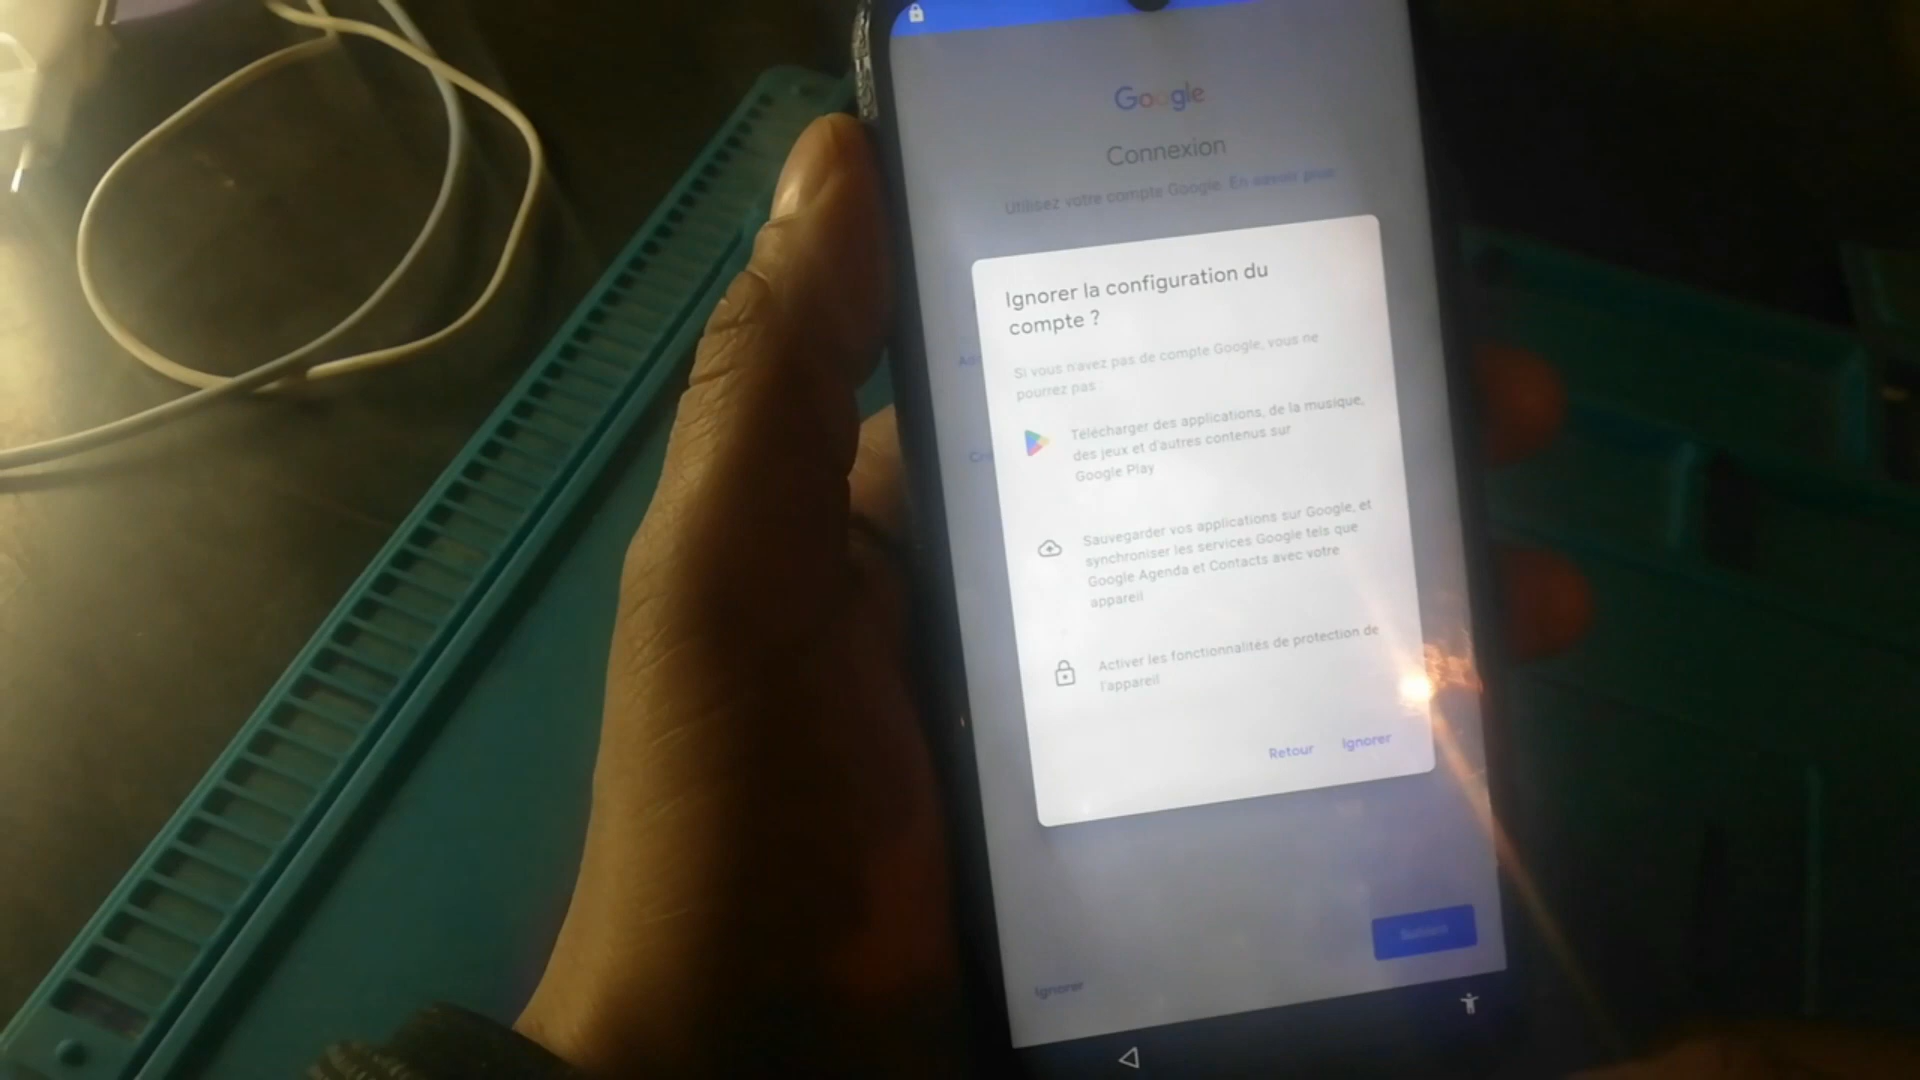 Google
Connexion
Utilisez votre compte Google. En savoir plus
Ignorer la configuration du
compte ?
Si vous n'avez pas de compte Google, vous ne
pourrez pas :
Télécharger des applications, de la musique,
des jeux et d'autres contenus sur
Google Play
Sauvegarder vos applications sur Google, et
synchroniser les services Google tels que
Google Agenda et Contacts avec votre
appareil
Activer les fonctionnalités de protection de
l'appareil
Retour Ignorer
Suivant
Ignorer